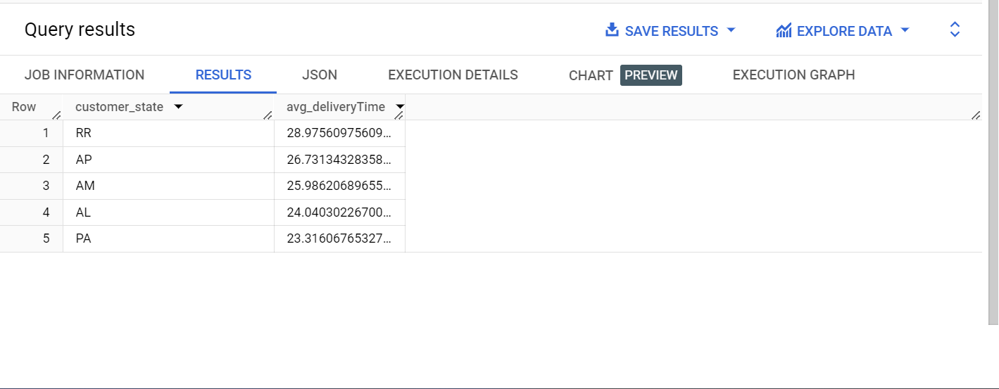 Query results SAVE RESULTS EXPLORE DATA
JOB INFORMATION RESULTS JSON EXECUTION DETAILS CHART PREVIEW EXECUTION GRAPH
Row customer_state avg_deliveryTime
1 RR 28.97560975609...
2 AP 26.73134328358...
3 AM 25.98620689655...
4 AL 24.04030226700...
5 PA 23.31606765327...